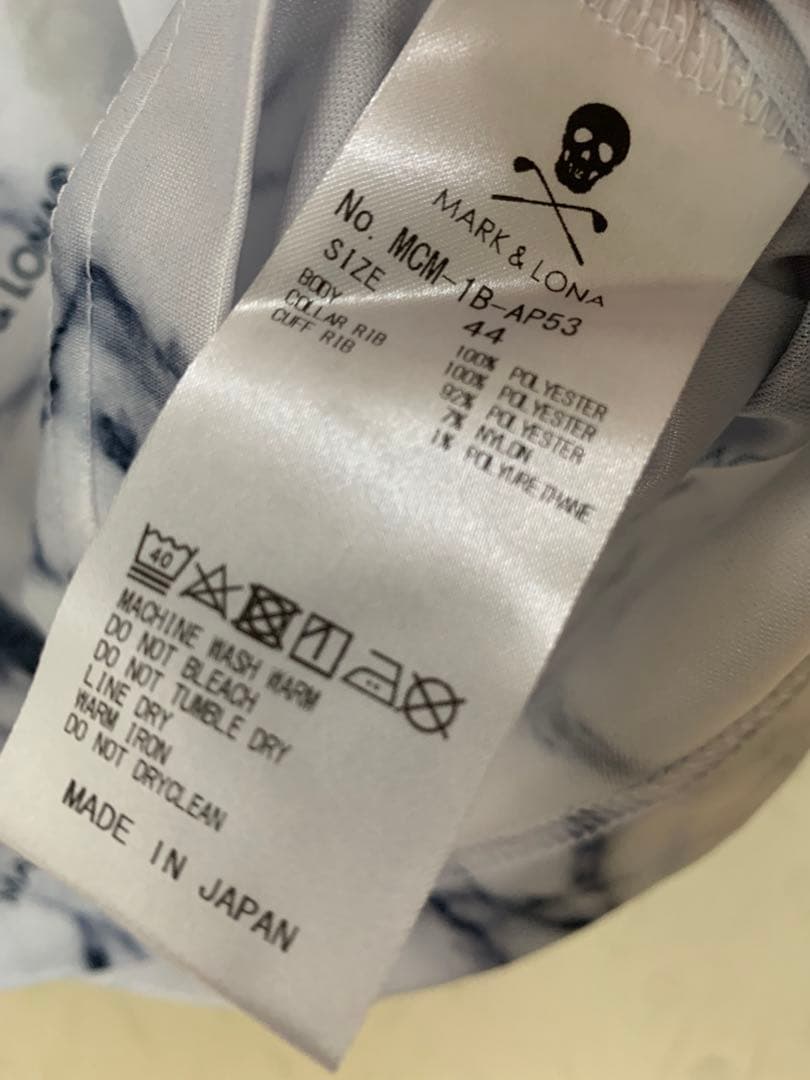 MARK & LONA
No. MCM-1B-AP53
SIZE 44
BODY 100% POLYESTER
COLLAR RIB 100% POLYESTER
CUFF RIB 92% POLYESTER
7% NYLON
1% POLYURETHANE
40
MACHINE WASH WARM
DO NOT BLEACH
DO NOT TUMBLE DRY
LINE DRY
WARM IRON
DO NOT DRYCLEAN
MADE IN JAPAN